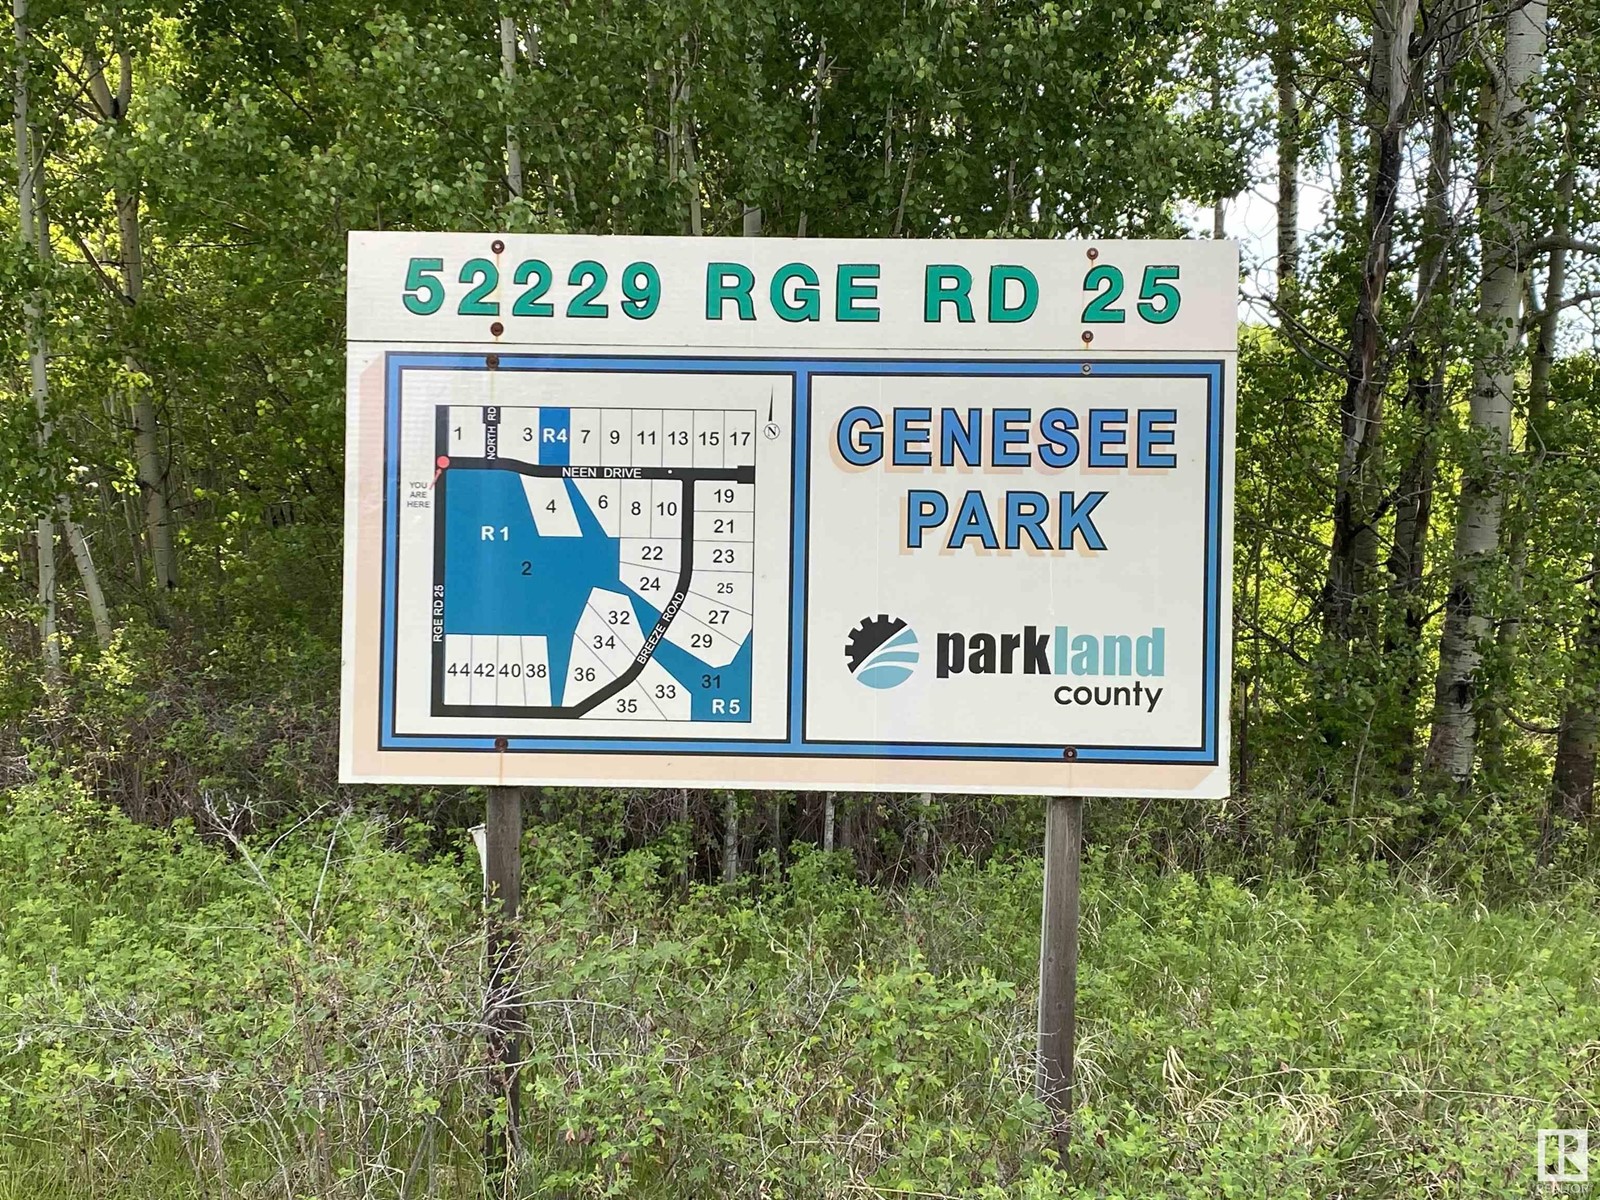 52229 RGE RD 25
1
NORTH RD
3 R4 7 9 11 13 15 17
N
NEEN DRIVE
YOU
ARE
HERE
4 6 8 10 19
R1
21
2
22 23
24 25
RGE RD 25
BREEZE ROAD
32 27
34 29
44 42 40 38 36 33 31
35 R5
GENESEE
PARK
parkland
county
REALTOR